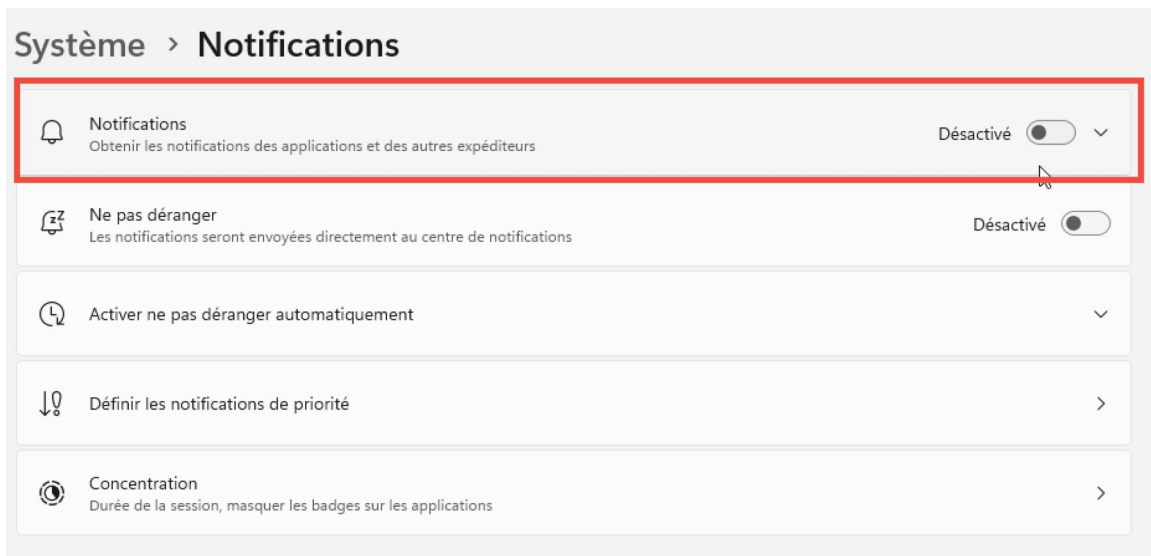 Système > Notifications
Notifications
Obtenir les notifications des applications et des autres expéditeurs
Désactivé
Ne pas déranger
Les notifications seront envoyées directement au centre de notifications
Désactivé
Activer ne pas déranger automatiquement
Définir les notifications de priorité
Concentration
Durée de la session, masquer les badges sur les applications